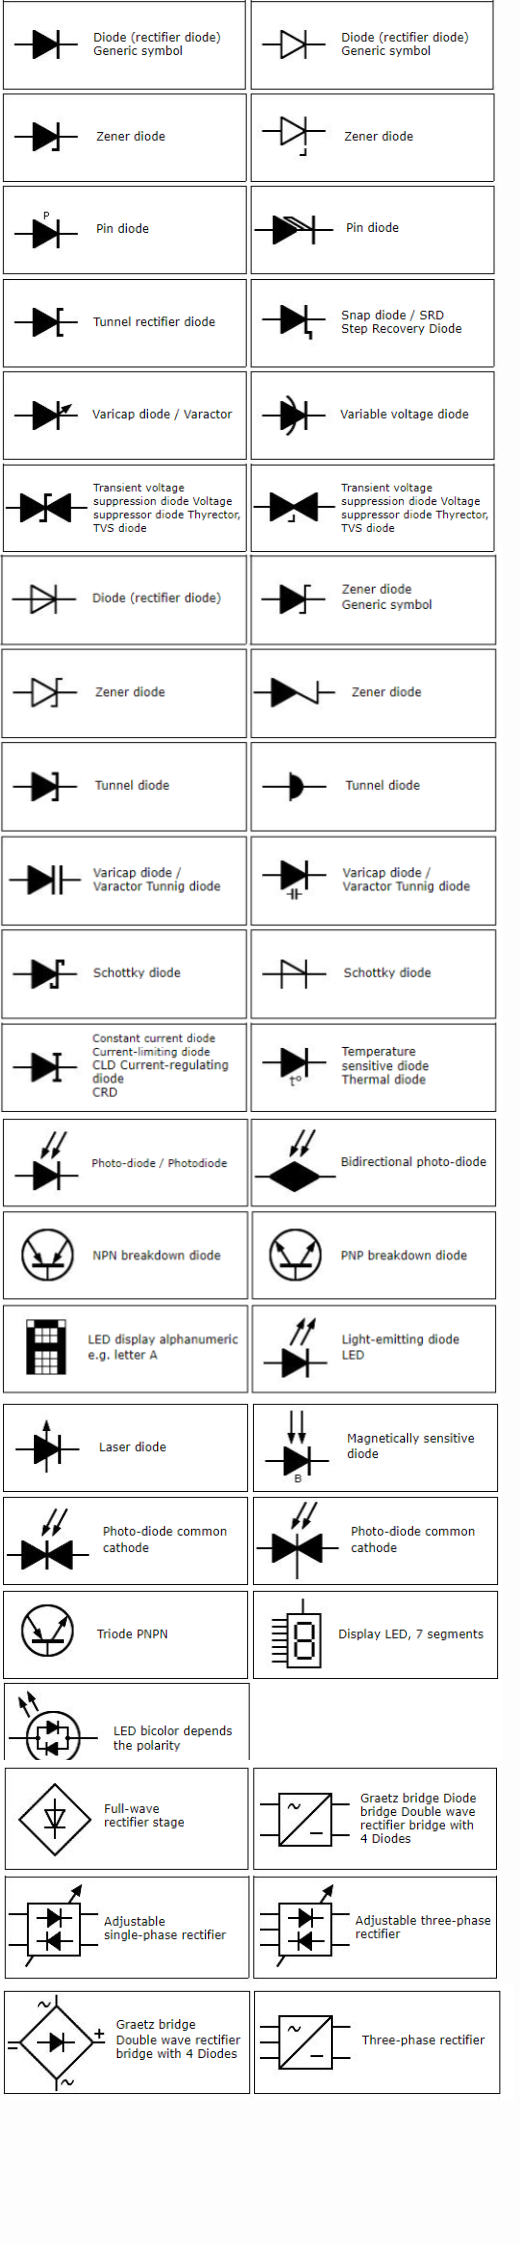 Diode (rectifier diode)
Generic symbol
Diode (rectifier diode)
Generic symbol
Zener diode
Zener diode
P
Pin diode
Pin diode
Tunnel rectifier diode
Snap diode / SRD
Step Recovery Diode
Varicap diode / Varactor
Variable voltage diode
Transient voltage
suppression diode Voltage
suppressor diode Thyrector,
TVS diode
Transient voltage
suppression diode Voltage
suppressor diode Thyrector,
TVS diode
Diode (rectifier diode)
Zener diode
Generic symbol
Zener diode
Zener diode
Tunnel diode
Tunnel diode
Varicap diode /
Varactor Tunnig diode
Varicap diode /
Varactor Tunnig diode
Schottky diode
Schottky diode
Constant current diode
Current-limiting diode
CLD Current-regulating
diode
CRD
Temperature
sensitive diode
Thermal diode
t°
Photo-diode / Photodiode
Bidirectional photo-diode
NPN breakdown diode
PNP breakdown diode
A
LED display alphanumeric
e.g. letter A
Light-emitting diode
LED
Laser diode
Magnetically sensitive
diode
B
Photo-diode common
cathode
Photo-diode common
cathode
Triode PNPN
8
Display LED, 7 segments
LED bicolor depends
the polarity
Full-wave
rectifier stage
~
−
Graetz bridge Diode
bridge Double wave
rectifier bridge with
4 Diodes
Adjustable
single-phase rectifier
Adjustable three-phase
rectifier
~
=
+
~
Graetz bridge
Double wave rectifier
bridge with 4 Diodes
~
−
Three-phase rectifier